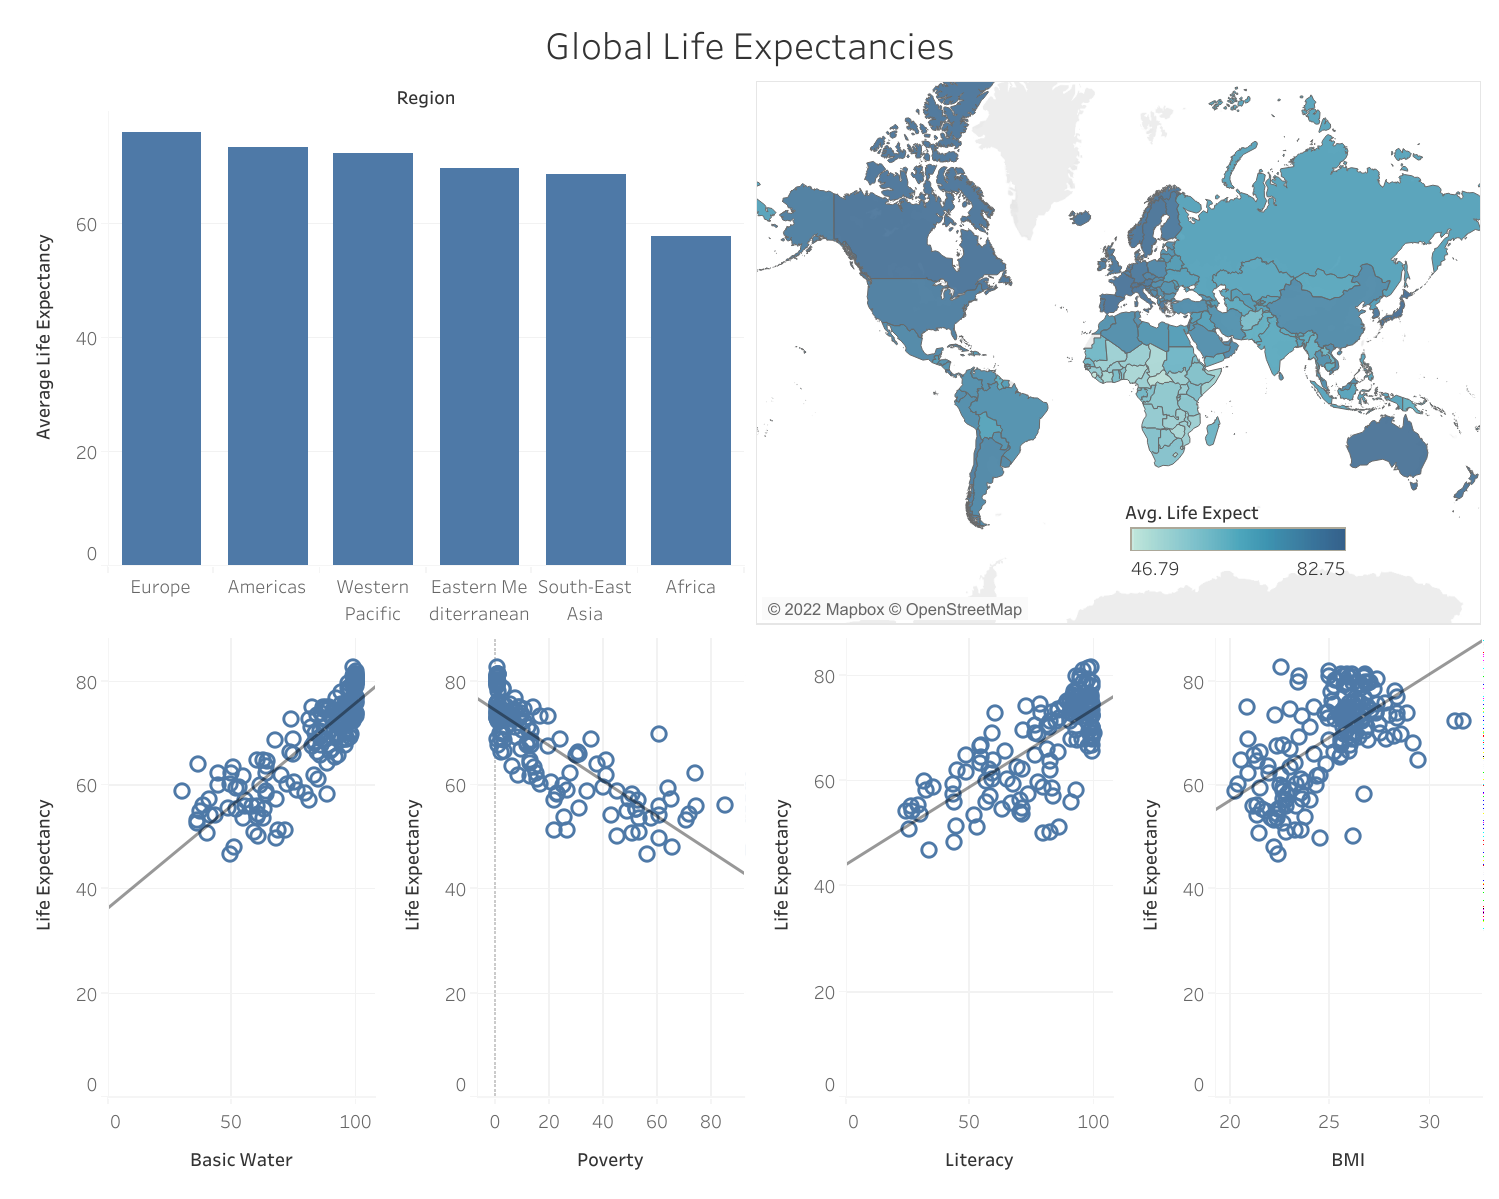 Global Life Expectancies
Region
Average Life Expectancy
60
40
20
0
Europe
Americas
Western
Pacific
Eastern Me
diterranean
South-East
Asia
Africa
Avg. Life Expect
46.79 82.75
© 2022 Mapbox © OpenStreetMap
Life Expectancy
80
60
40
20
0
0 50 100
Basic Water
Life Expectancy
80
60
40
20
0
0 20 40 60 80
Poverty
Life Expectancy
80
60
40
20
0
0 50 100
Literacy
Life Expectancy
80
60
40
20
0
20 25 30
BMI